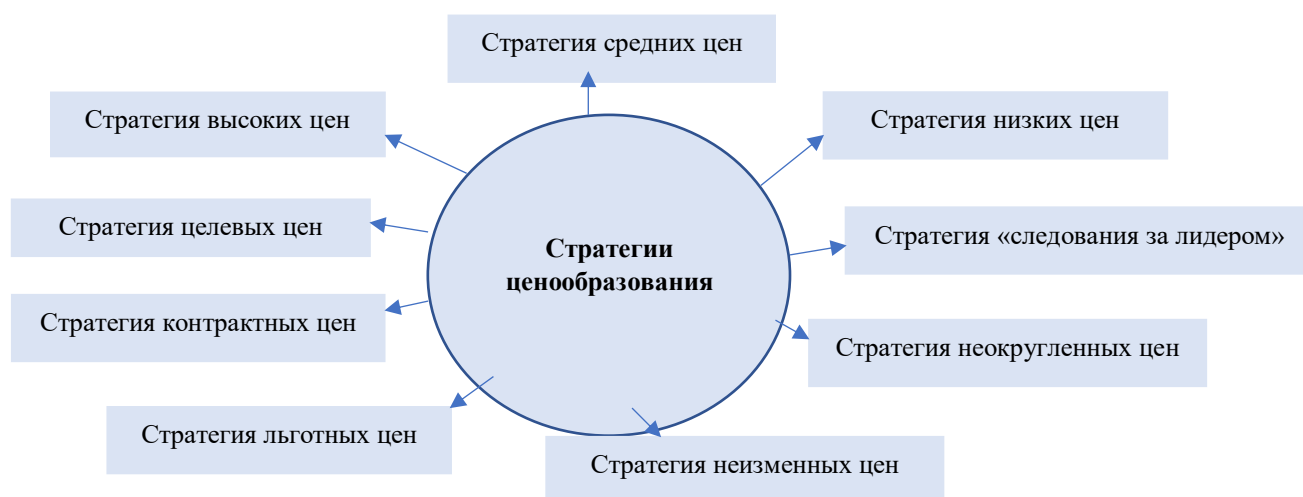 Стратегия средних цен
Стратегия высоких цен
Стратегия низких цен
Стратегия целевых цен
Стратегия «следования за лидером»
Стратегии
ценообразования
Стратегия контрактных цен
Стратегия неокругленных цен
Стратегия льготных цен
Стратегия неизменных цен